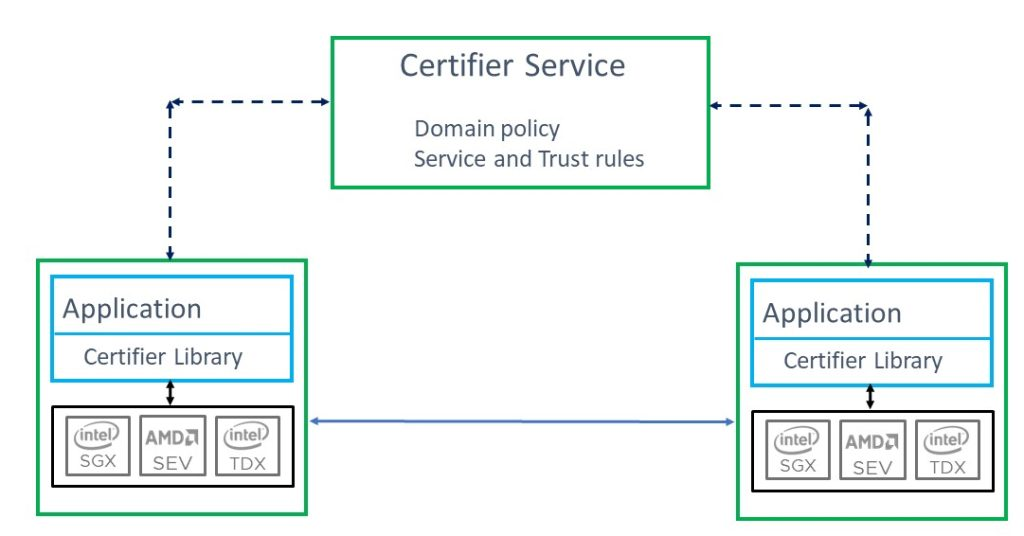 Certifier Service
Domain policy
Service and Trust rules
Application
Certifier Library
intel
SGX
AMD
SEV
intel
TDX
Application
Certifier Library
intel
SGX
AMD
SEV
intel
TDX